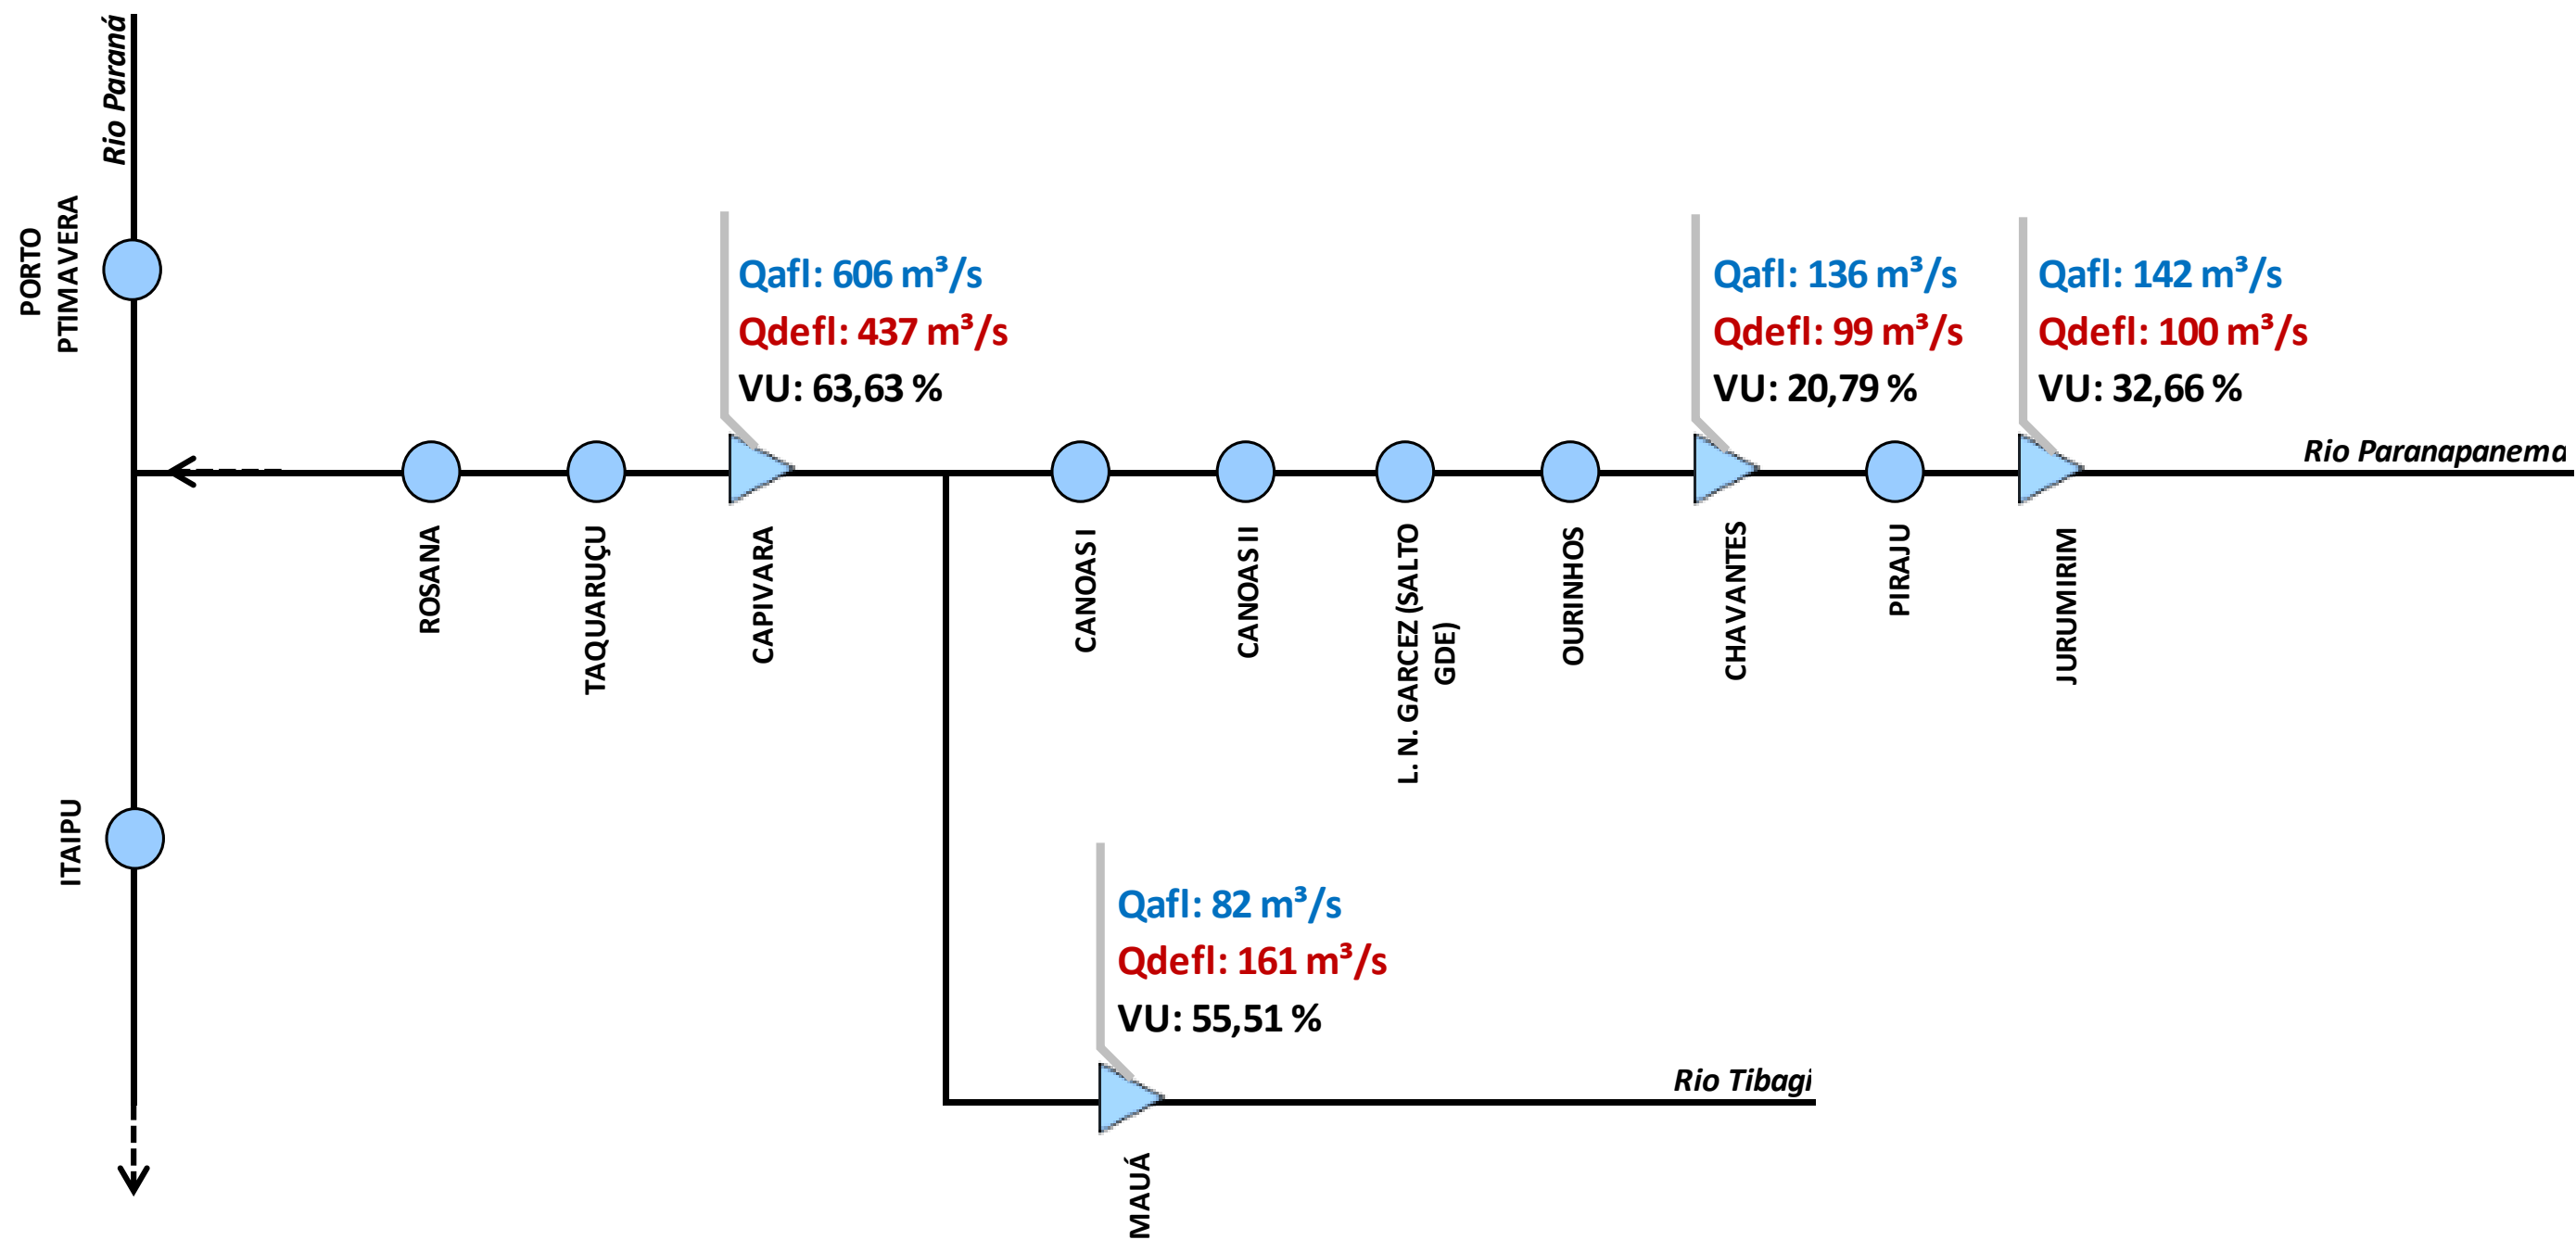 Rio Paraná
PORTO
PTIMAVERA
Qafl: 606 m³/s
Qdefl: 437 m³/s
VU: 63,63 %
Qafl: 136 m³/s
Qdefl: 99 m³/s
VU: 20,79 %
Qafl: 142 m³/s
Qdefl: 100 m³/s
VU: 32,66 %
Rio Paranapanema
ROSANA
TAQUARUÇU
CAPIVARA
CANOAS I
CANOAS II
L. N. GARCEZ (SALTO
GDE)
OURINHOS
CHAVANTES
PIRAJU
JURUMIRIM
ITAIPU
Qafl: 82 m³/s
Qdefl: 161 m³/s
VU: 55,51 %
Rio Tibagi
MAUÁ